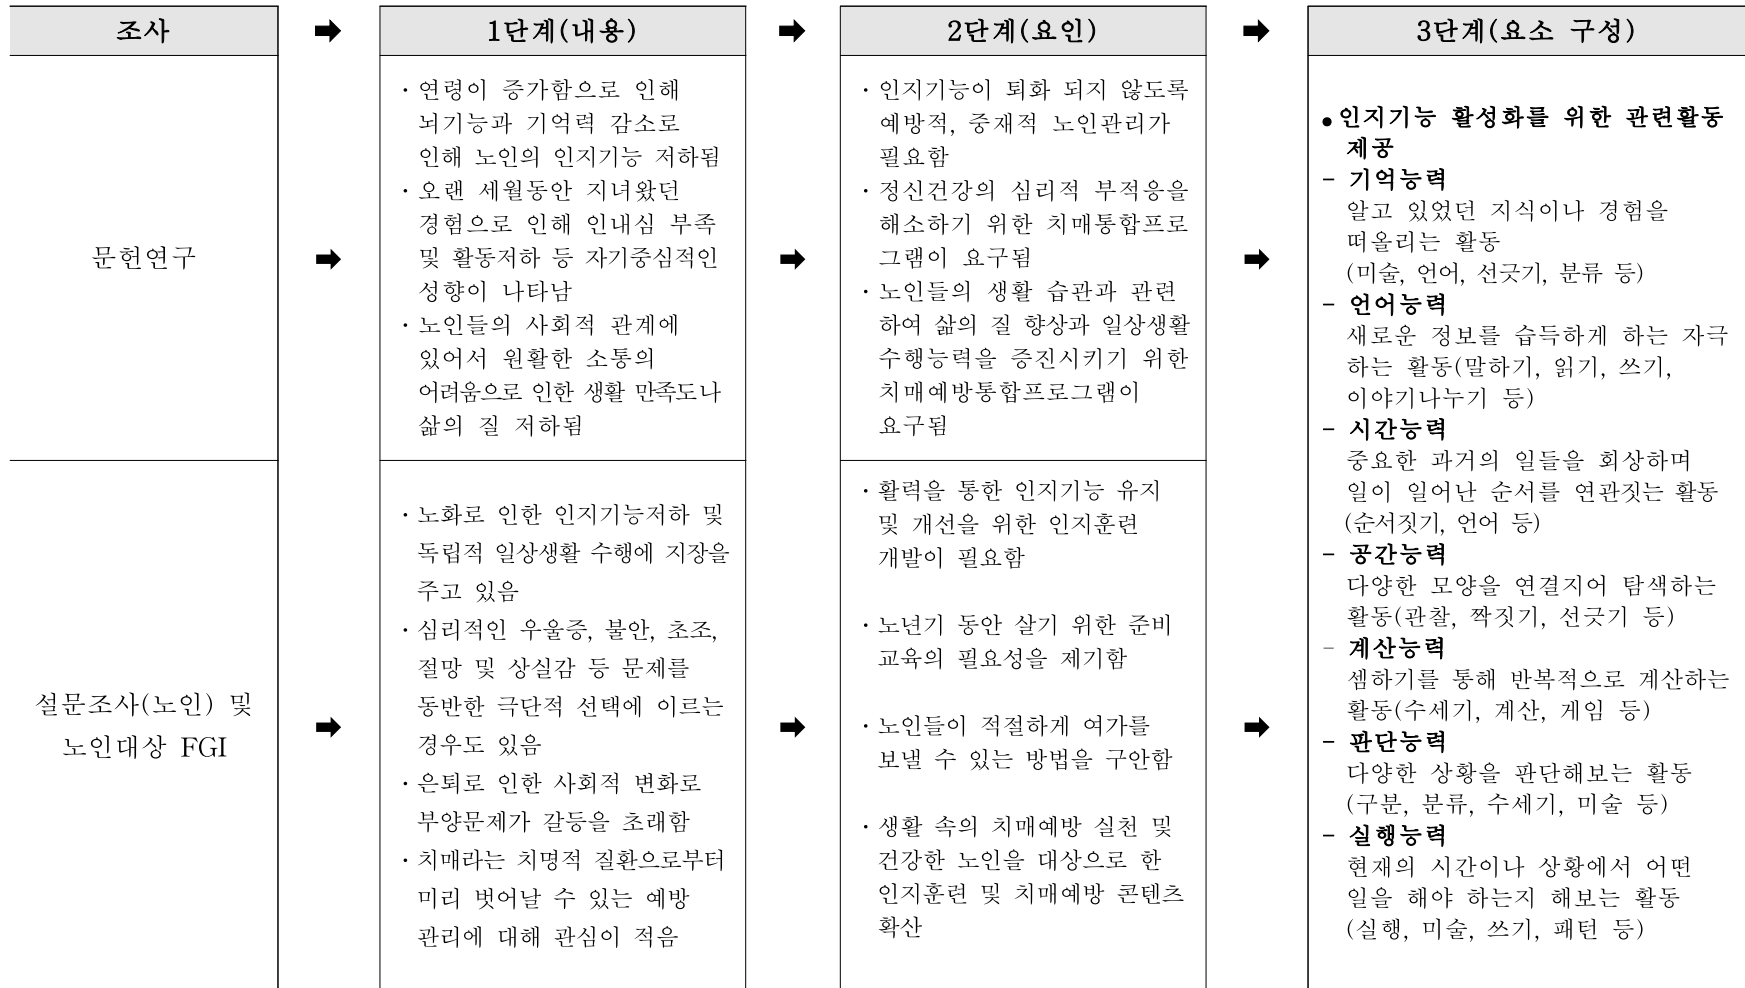 조사 ➡ 1단계(내용) ➡ 2단계(요인) ➡ 3단계(요소 구성)
문헌연구
➡
· 연령이 증가함으로 인해
뇌기능과 기억력 감소로
인해 노인의 인지기능 저하됨
· 오랜 세월동안 지녀왔던
경험으로 인해 인내심 부족
및 활동저하 등 자기중심적인
성향이 나타남
· 노인들의 사회적 관계에
있어서 원활한 소통의
어려움으로 인한 생활 만족도나
삶의 질 저하됨
➡
· 인지기능이 퇴화 되지 않도록
예방적, 중재적 노인관리가
필요함
· 정신건강의 심리적 부적응을
해소하기 위한 치매통합프로
그램이 요구됨
· 노인들의 생활 습관과 관련
하여 삶의 질 향상과 일상생활
수행능력을 증진시키기 위한
치매예방통합프로그램이
요구됨
➡
설문조사(노인) 및
노인대상 FGI
➡
· 노화로 인한 인지기능저하 및
독립적 일상생활 수행에 지장을
주고 있음
· 심리적인 우울증, 불안, 초조,
절망 및 상실감 등 문제를
동반한 극단적 선택에 이르는
경우도 있음
· 은퇴로 인한 사회적 변화로
부양문제가 갈등을 초래함
· 치매라는 치명적 질환으로부터
미리 벗어날 수 있는 예방
관리에 대해 관심이 적음
➡
· 활력을 통한 인지기능 유지
및 개선을 위한 인지훈련
개발이 필요함
· 노년기 동안 살기 위한 준비
교육의 필요성을 제기함
· 노인들이 적절하게 여가를
보낼 수 있는 방법을 구안함
· 생활 속의 치매예방 실천 및
건강한 노인을 대상으로 한
인지훈련 및 치매예방 콘텐츠
확산
➡
● 인지기능 활성화를 위한 관련활동
제공
- 기억능력
알고 있었던 지식이나 경험을
떠올리는 활동
(미술, 언어, 선긋기, 분류 등)
- 언어능력
새로운 정보를 습득하게 하는 자극
하는 활동(말하기, 읽기, 쓰기,
이야기나누기 등)
- 시간능력
중요한 과거의 일들을 회상하며
일이 일어난 순서를 연관짓는 활동
(순서짓기, 언어 등)
- 공간능력
다양한 모양을 연결지어 탐색하는
활동(관찰, 짝짓기, 선긋기 등)
- 계산능력
셈하기를 통해 반복적으로 계산하는
활동(수세기, 계산, 게임 등)
- 판단능력
다양한 상황을 판단해보는 활동
(구분, 분류, 수세기, 미술 등)
- 실행능력
현재의 시간이나 상황에서 어떤
일을 해야 하는지 해보는 활동
(실행, 미술, 쓰기, 패턴 등)